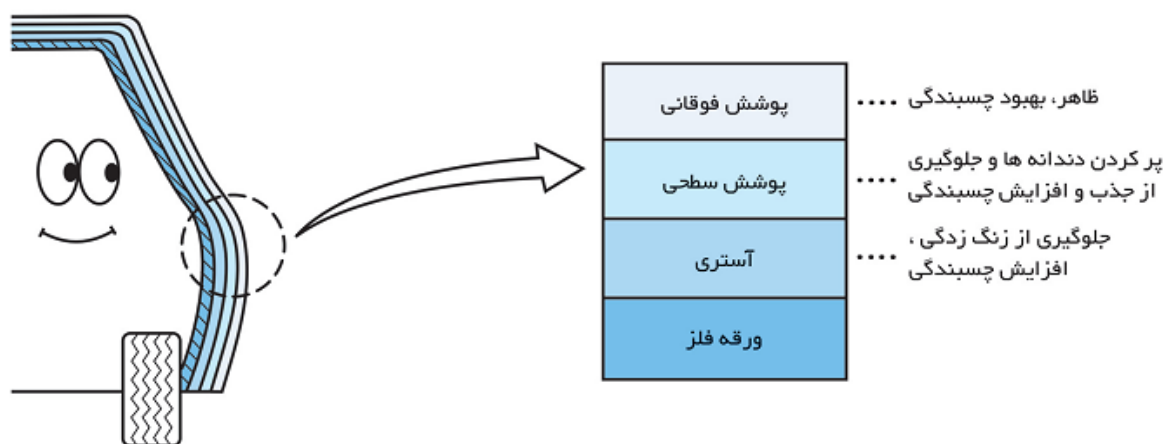 پوشش فوقانی
ظاهر، بهبود چسبندگی
پوشش سطحی
پر کردن دندانه ها و جلوگیری
از جذب و افزایش چسبندگی
آستری
جلوگیری از زنگ زدگی ،
افزایش چسبندگی
ورقه فلز